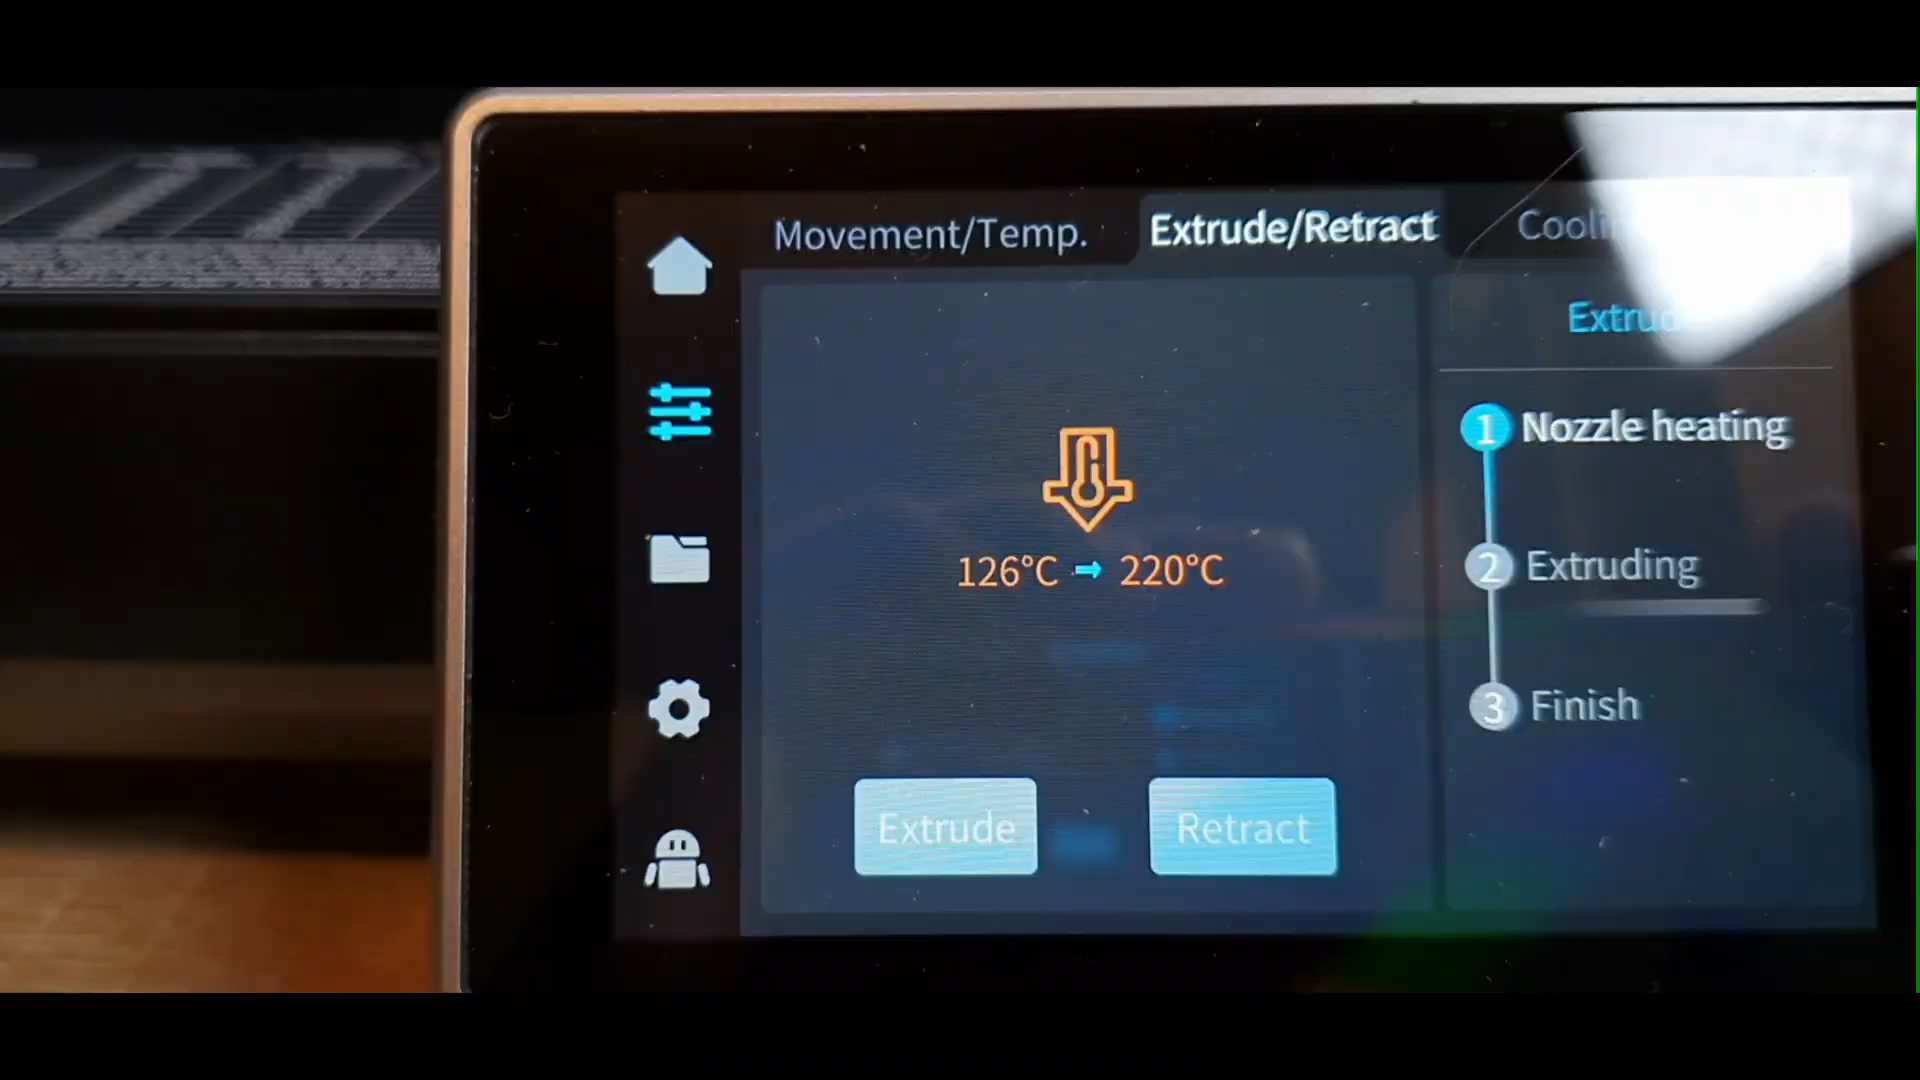 Movement/Temp.
Extrude/Retract
126°C → 220°C
Extrude
Retract
1 Nozzle heating
2 Extruding
3 Finish